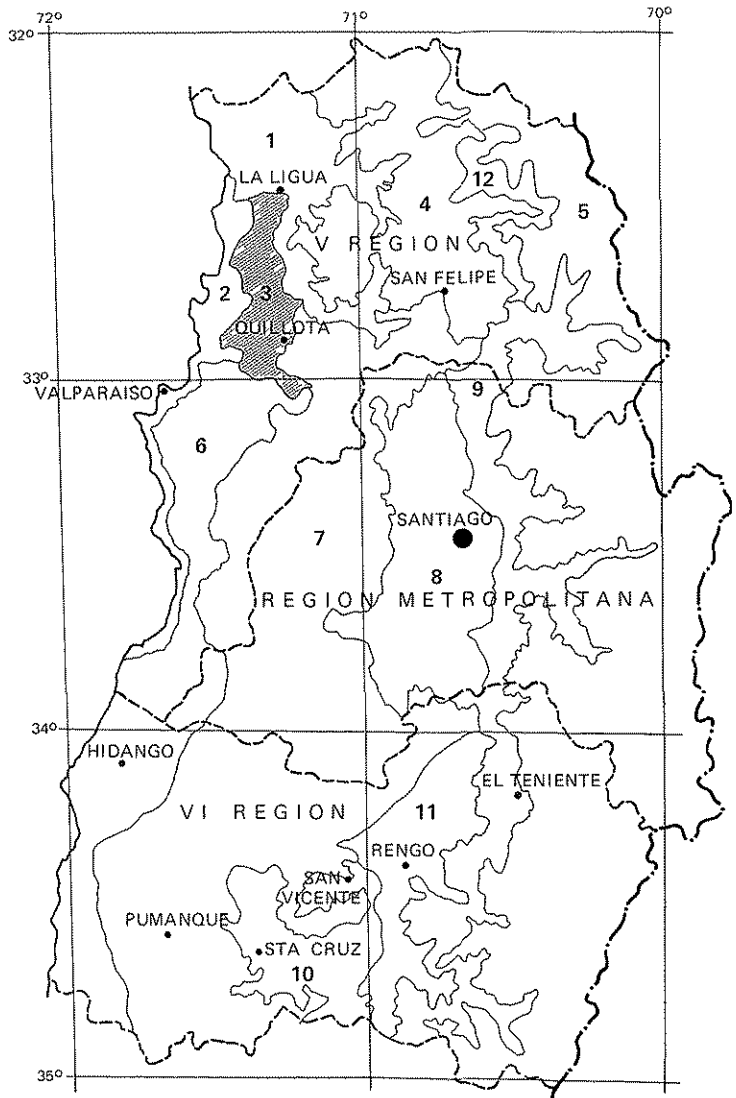 72°
71°
70°
32°
1
LA LIGUA
12
4
5
V REGION
2
3
SAN FELIPE
QUILLOTA
33°
9
VALPARAISO
6
SANTIAGO
7
8
REGION METROPOLITANA
34°
HIDANGO
EL TENIENTE
VI REGION
11
RENGO
SAN
VICENTE
PUMANQUE
STA CRUZ
10
35°